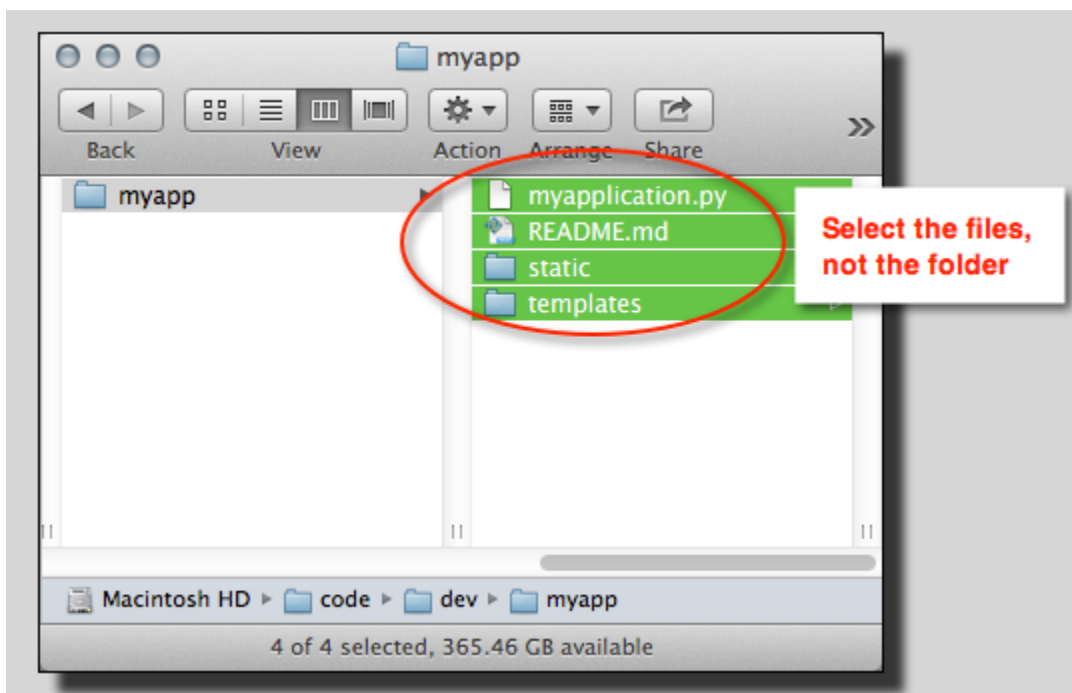 myapp
Back View Action Arrange Share
myapp
myapplication.py
README.md
static
templates
Select the files,
not the folder
Macintosh HD ▸ code ▸ dev ▸ myapp
4 of 4 selected, 365.46 GB available